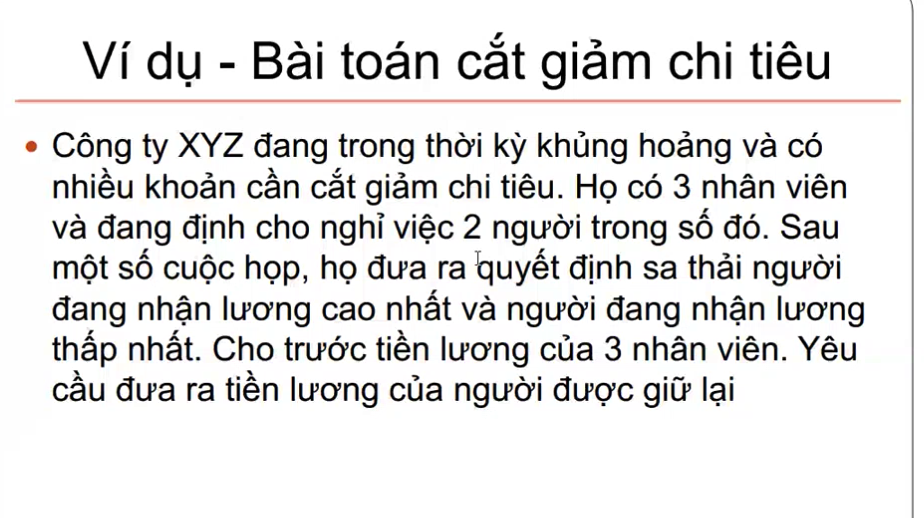 Ví dụ - Bài toán cắt giảm chi tiêu
• Công ty XYZ đang trong thời kỳ khủng hoảng và có
nhiều khoản cần cắt giảm chi tiêu. Họ có 3 nhân viên
và đang định cho nghỉ việc 2 người trong số đó. Sau
một số cuộc họp, họ đưa ra quyết định sa thải người
đang nhận lương cao nhất và người đang nhận lương
thấp nhất. Cho trước tiền lương của 3 nhân viên. Yêu
cầu đưa ra tiền lương của người được giữ lại